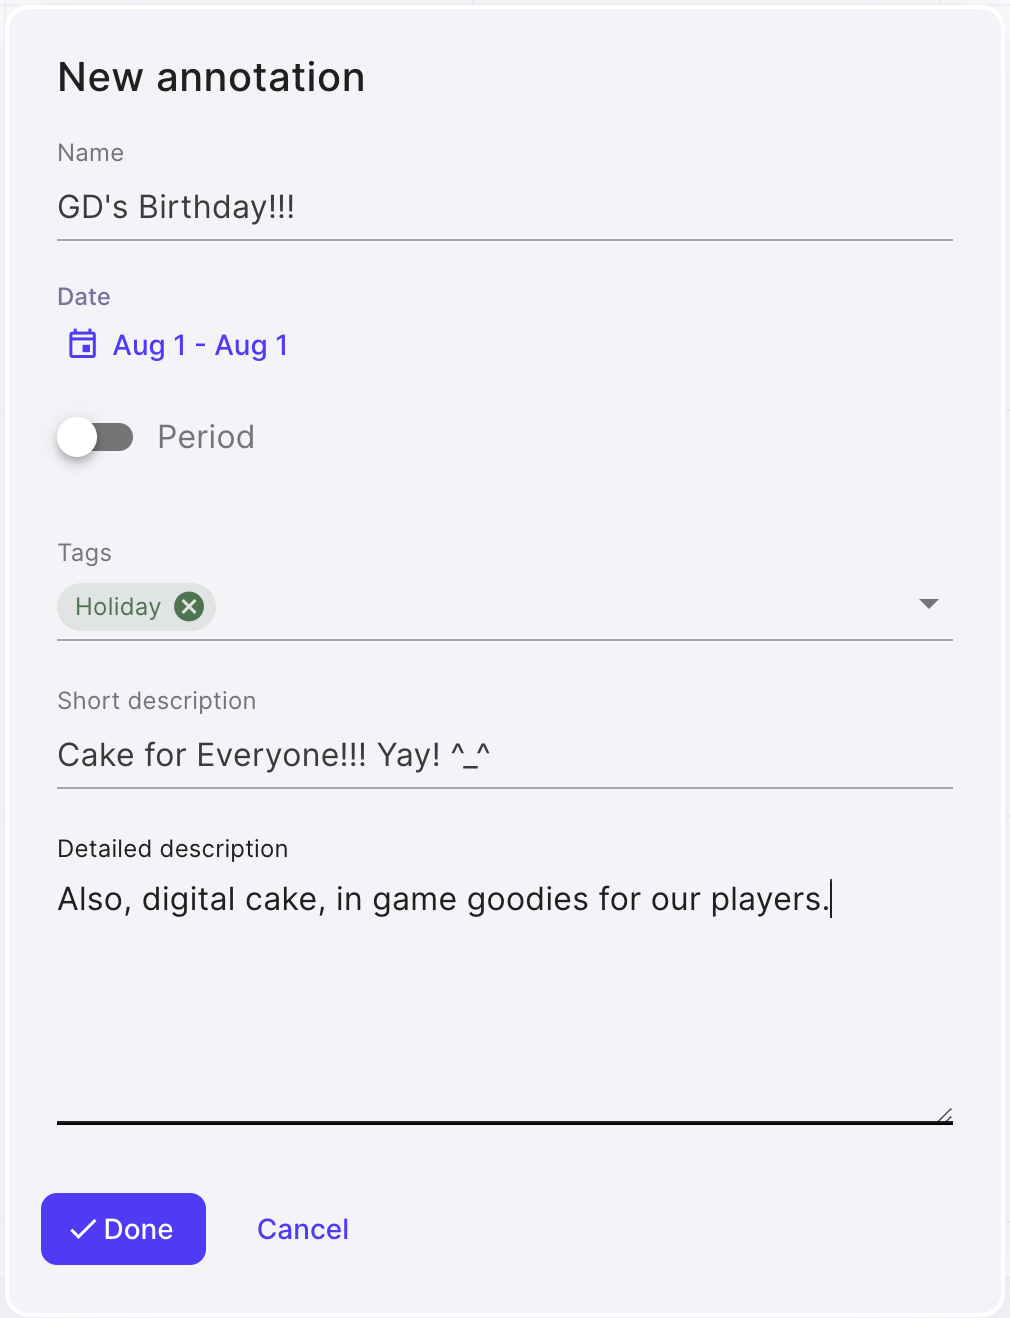 New annotation
Name
GD's Birthday!!!
Date
Aug 1 - Aug 1
Period
Tags
Holiday
Short description
Cake for Everyone!!! Yay! ^_^
Detailed description
Also, digital cake, in game goodies for our players.
Done Cancel